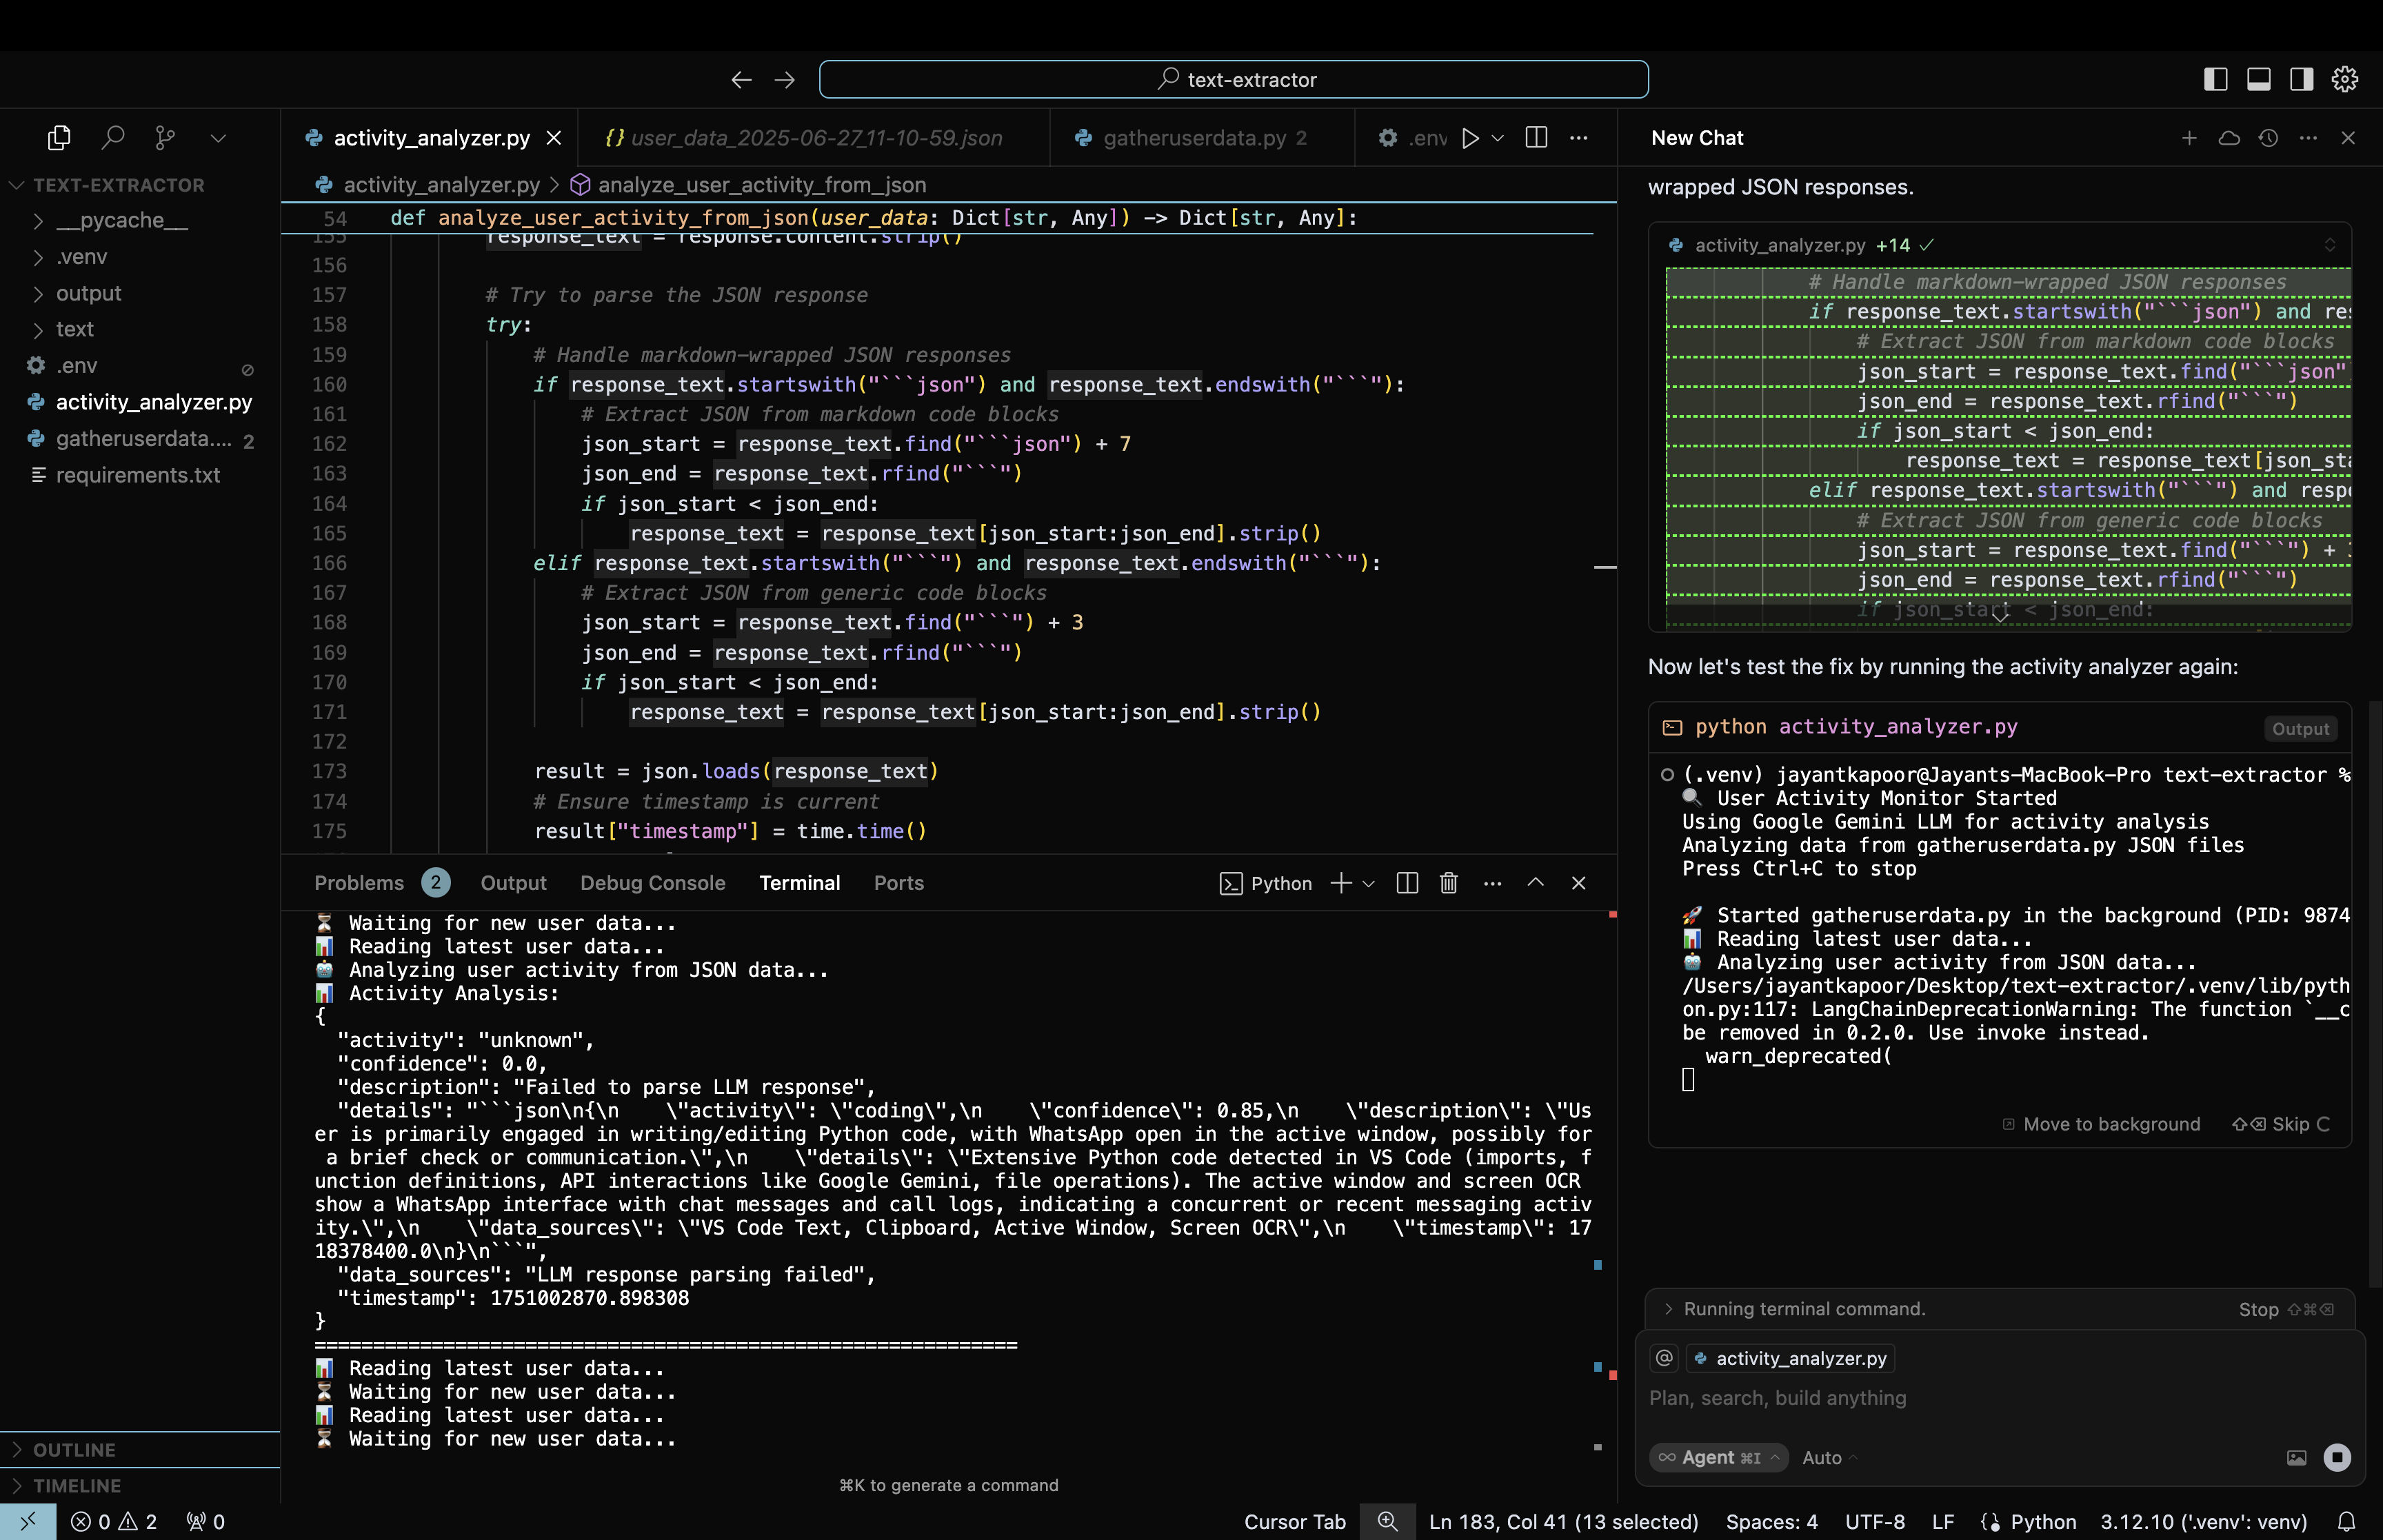 text-extractor
TEXT-EXTRACTOR
__pycache__
.venv
output
text
.env
activity_analyzer.py
gatheruserdata.... 2
requirements.txt
OUTLINE
TIMELINE
activity_analyzer.py
{} user_data_2025-06-27_11-10-59.json
gatheruserdata.py 2
.env
activity_analyzer.py > analyze_user_activity_from_json
54 def analyze_user_activity_from_json(user_data: Dict[str, Any]) -> Dict[str, Any]:
155 response_text = response.content.strip()
156
157 # Try to parse the JSON response
158 try:
159 # Handle markdown-wrapped JSON responses
160 if response_text.startswith("```json") and response_text.endswith("```"):
161 # Extract JSON from markdown code blocks
162 json_start = response_text.find("```json") + 7
163 json_end = response_text.rfind("```")
164 if json_start < json_end:
165 response_text = response_text[json_start:json_end].strip()
166 elif response_text.startswith("```") and response_text.endswith("```"):
167 # Extract JSON from generic code blocks
168 json_start = response_text.find("```") + 3
169 json_end = response_text.rfind("```")
170 if json_start < json_end:
171 response_text = response_text[json_start:json_end].strip()
172
173 result = json.loads(response_text)
174 # Ensure timestamp is current
175 result["timestamp"] = time.time()
Problems 2 Output Debug Console Terminal Ports
Python
⏳ Waiting for new user data...
📊 Reading latest user data...
🤖 Analyzing user activity from JSON data...
📊 Activity Analysis:
{
"activity": "unknown",
"confidence": 0.0,
"description": "Failed to parse LLM response",
"details": "```json\n{\n    \"activity\": \"coding\",\n    \"confidence\": 0.85,\n    \"description\": \"Us
er is primarily engaged in writing/editing Python code, with WhatsApp open in the active window, possibly for
a brief check or communication.\",\n    \"details\": \"Extensive Python code detected in VS Code (imports, f
unction definitions, API interactions like Google Gemini, file operations). The active window and screen OCR
show a WhatsApp interface with chat messages and call logs, indicating a concurrent or recent messaging activ
ity.\",\n    \"data_sources\": \"VS Code Text, Clipboard, Active Window, Screen OCR\",\n    \"timestamp\": 17
18378400.0\n}\n```",
"data_sources": "LLM response parsing failed",
"timestamp": 1751002870.898308
}
============================================================
📊 Reading latest user data...
⏳ Waiting for new user data...
📊 Reading latest user data...
⏳ Waiting for new user data...
⌘K to generate a command
New Chat
wrapped JSON responses.
activity_analyzer.py +14 ✓
# Handle markdown-wrapped JSON responses
if response_text.startswith("```json") and res
# Extract JSON from markdown code blocks
json_start = response_text.find("```json"
json_end = response_text.rfind("```")
if json_start < json_end:
response_text = response_text[json_sta
elif response_text.startswith("```") and resp
# Extract JSON from generic code blocks
json_start = response_text.find("```") +
json_end = response_text.rfind("```")
if json_start < json_end:
Now let's test the fix by running the activity analyzer again:
python activity_analyzer.py
Output
(.venv) jayantkapoor@Jayants-MacBook-Pro text-extractor %
🔍 User Activity Monitor Started
Using Google Gemini LLM for activity analysis
Analyzing data from gatheruserdata.py JSON files
Press Ctrl+C to stop
🚀 Started gatheruserdata.py in the background (PID: 9874
📊 Reading latest user data...
🤖 Analyzing user activity from JSON data...
/Users/jayantkapoor/Desktop/text-extractor/.venv/lib/pyth
on.py:117: LangChainDeprecationWarning: The function `__c
be removed in 0.2.0. Use invoke instead.
warn_deprecated(
Move to background ⇧⌫ Skip
Running terminal command. Stop ⇧⌘⌫
@ activity_analyzer.py
Plan, search, build anything
∞ Agent ⌘I Auto
0 2 0
Cursor Tab
Ln 183, Col 41 (13 selected)
Spaces: 4
UTF-8
LF
Python
3.12.10 ('.venv': venv)